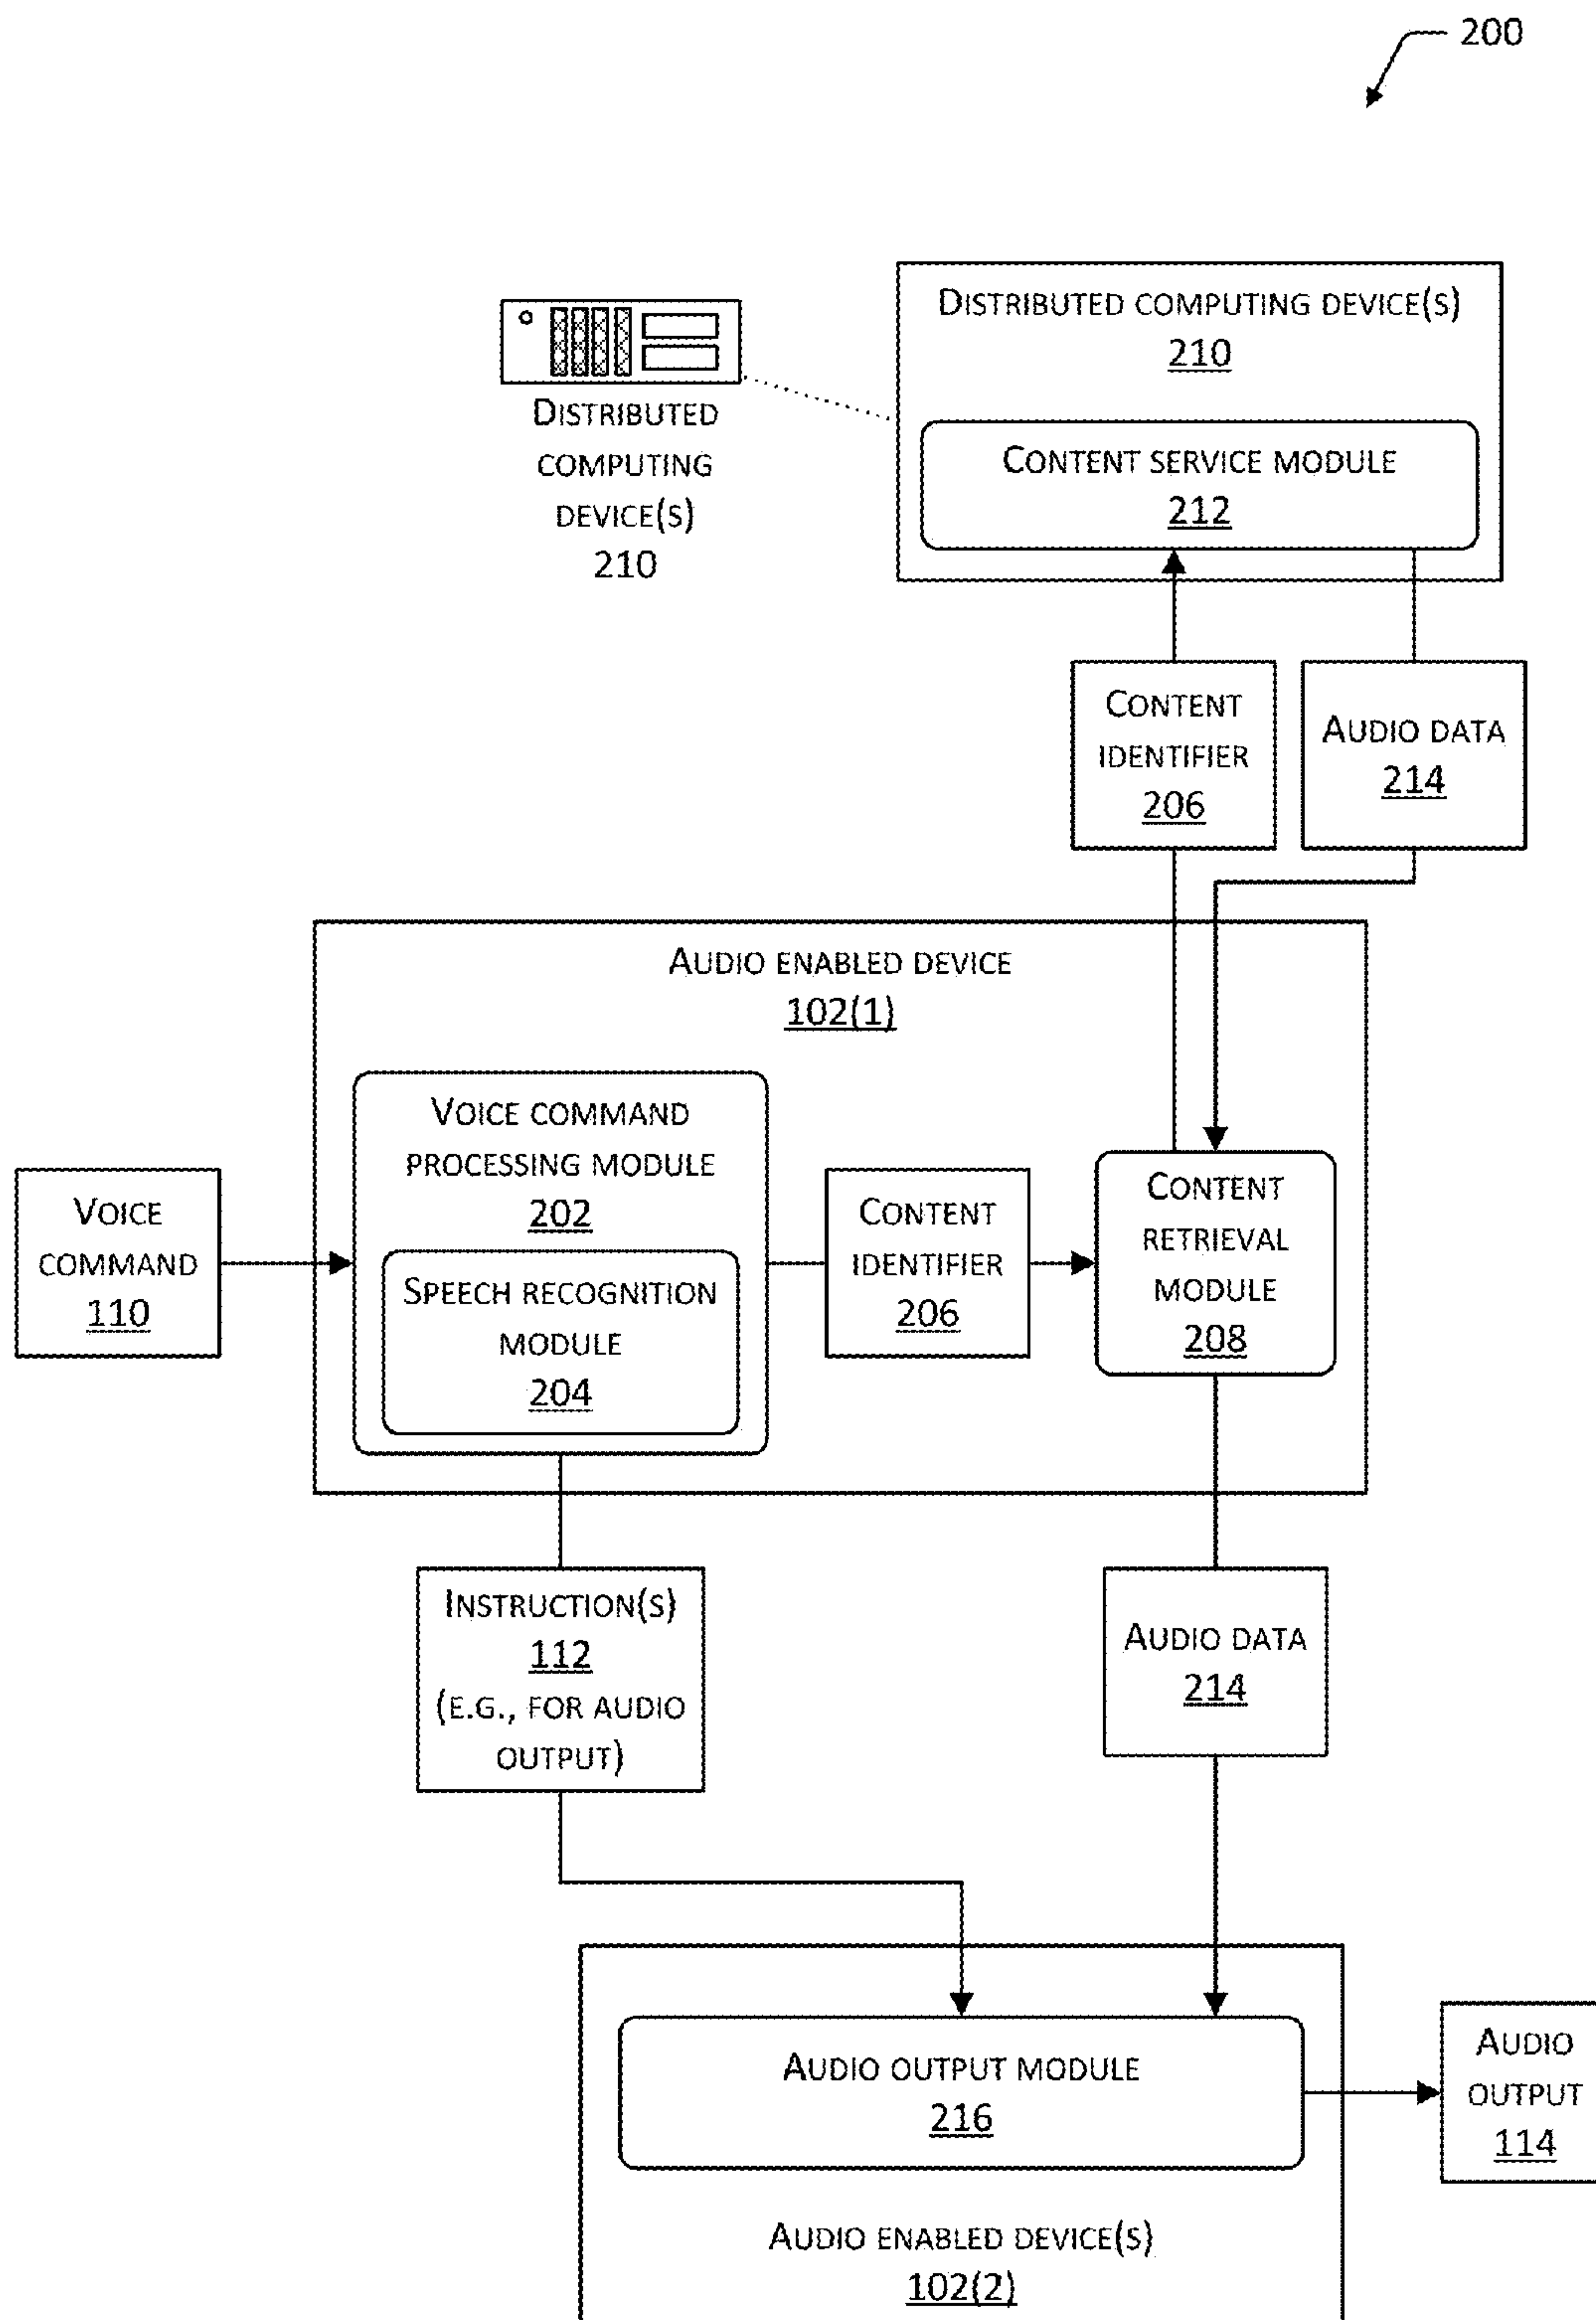 200
DISTRIBUTED COMPUTING DEVICE(S)
210
CONTENT SERVICE MODULE
212
DISTRIBUTED
COMPUTING
DEVICE(S)
210
CONTENT
IDENTIFIER
206
AUDIO DATA
214
AUDIO ENABLED DEVICE
102(1)
VOICE
COMMAND
110
VOICE COMMAND
PROCESSING MODULE
202
SPEECH RECOGNITION
MODULE
204
CONTENT
IDENTIFIER
206
CONTENT
RETRIEVAL
MODULE
208
INSTRUCTION(S)
112
(E.G., FOR AUDIO
OUTPUT)
AUDIO DATA
214
AUDIO OUTPUT MODULE
216
AUDIO
OUTPUT
114
AUDIO ENABLED DEVICE(S)
102(2)